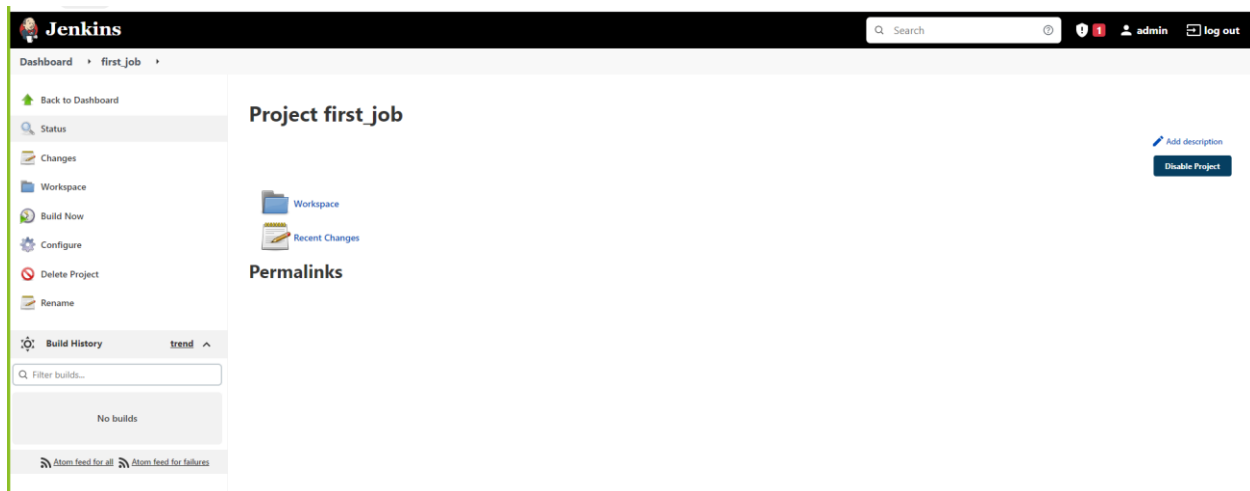 Jenkins
Search
1
admin
log out
Dashboard
first_job
Back to Dashboard
Status
Changes
Workspace
Build Now
Configure
Delete Project
Rename
Build History
trend
Filter builds...
No builds
Atom feed for all
Atom feed for failures
Project first_job
Add description
Disable Project
Workspace
Recent Changes
Permalinks